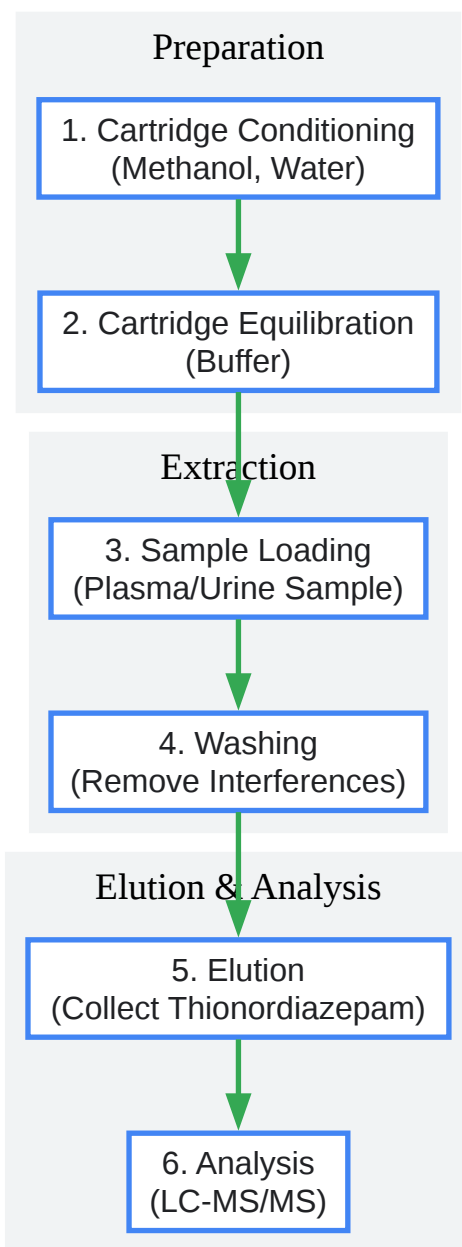 Preparation
1. Cartridge Conditioning
(Methanol, Water)
2. Cartridge Equilibration
(Buffer)
Extraction
3. Sample Loading
(Plasma/Urine Sample)
4. Washing
(Remove Interferences)
Elution & Analysis
5. Elution
(Collect Thionordiazepam)
6. Analysis
(LC-MS/MS)